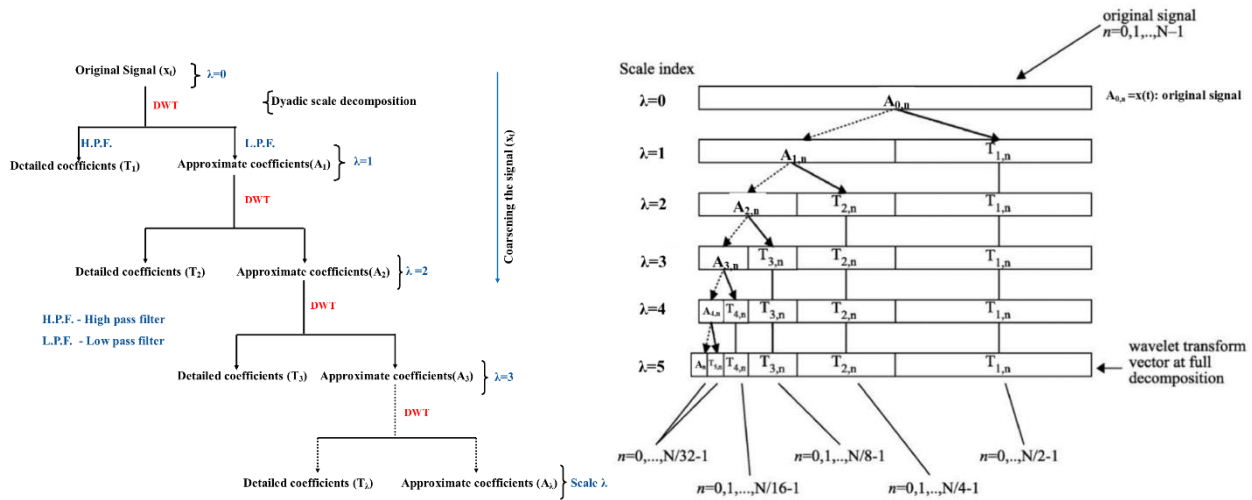 Original Signal (xₜ)
λ=0
DWT
Dyadic scale decomposition
H.P.F.
L.P.F.
Detailed coefficients (T₁)
Approximate coefficients(A₁)
λ=1
DWT
Coarsening the signal (xₜ)
Detailed coefficients (T₂)
Approximate coefficients(A₂)
λ =2
DWT
H.P.F. - High pass filter
L.P.F. - Low pass filter
Detailed coefficients (T₃)
Approximate coefficients(A₃)
λ=3
DWT
Detailed coefficients (T_λ)
Approximate coefficients (A_λ)
Scale λ
original signal
n=0,1,..,N–1
Scale index
λ=0
A₀,ₙ
A₀,ₙ =x(t): original signal
λ=1
A₁,ₙ
T₁,ₙ
λ=2
A₂,ₙ
T₂,ₙ
T₁,ₙ
λ=3
A₃,ₙ
T₃,ₙ
T₂,ₙ
T₁,ₙ
λ=4
A₄,ₙ
T₄,ₙ
T₃,ₙ
T₂,ₙ
T₁,ₙ
λ=5
T₅,ₙ
T₄,ₙ
T₃,ₙ
T₂,ₙ
T₁,ₙ
wavelet transform
vector at full
decomposition
n=0,...,N/32-1
n=0,1,..,N/8-1
n=0,..,N/2-1
n=0,1,...,N/16-1
n=0,1,..,N/4-1